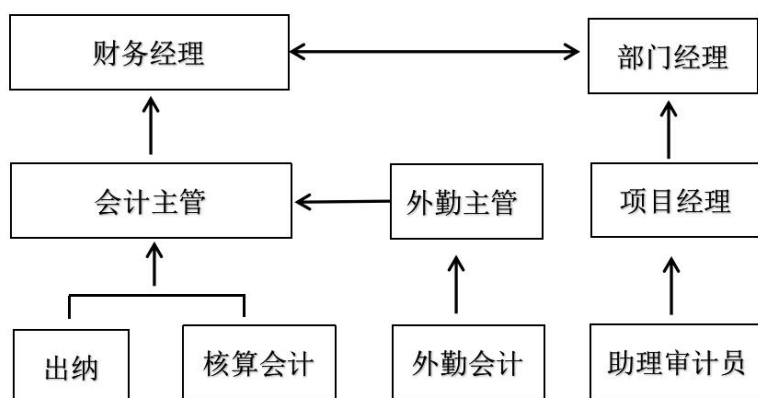 财务经理
部门经理
会计主管
外勤主管
项目经理
出纳
核算会计
外勤会计
助理审计员